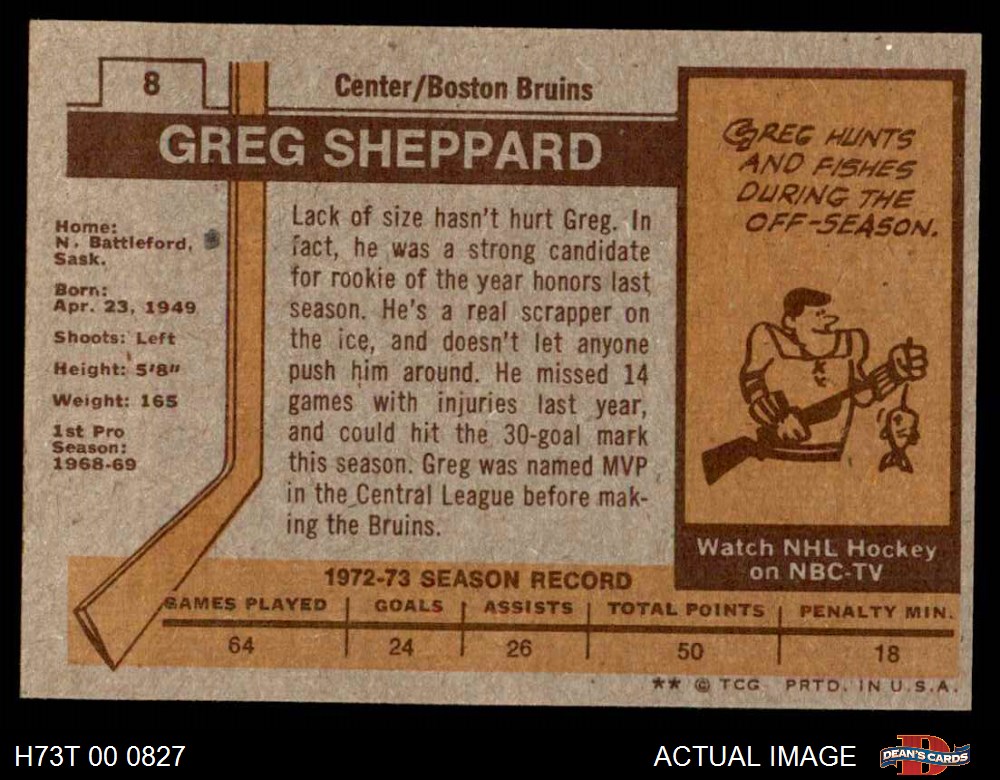 8
Center/Boston Bruins
GREG SHEPPARD
Home:
N. Battleford,
Sask.
Born:
Apr. 23, 1949
Shoots: Left
Height: 5'8"
Weight: 165
1st Pro
Season:
1968-69
Lack of size hasn't hurt Greg. In
fact, he was a strong candidate
for rookie of the year honors last
season. He's a real scrapper on
the ice, and doesn't let anyone
push him around. He missed 14
games with injuries last year,
and could hit the 30-goal mark
this season. Greg was named MVP
in the Central League before mak-
ing the Bruins.
GREG HUNTS
AND FISHES
DURING THE
OFF-SEASON.
Watch NHL Hockey
on NBC-TV
1972-73 SEASON RECORD
GAMES PLAYED GOALS ASSISTS TOTAL POINTS PENALTY MIN.
64 24 26 50 18
** © TCG PRTD. IN U.S.A.
H73T 00 0827
ACTUAL IMAGE
D
DEAN'S CARDS